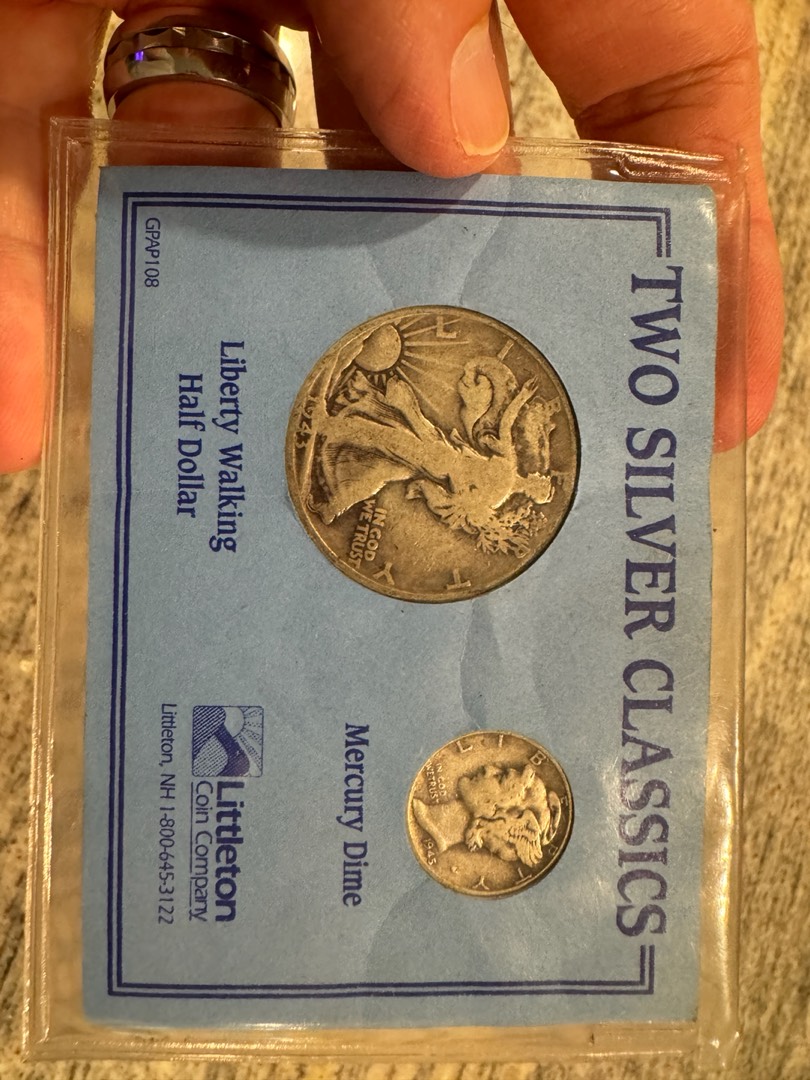 TWO SILVER CLASSICS
LIBERTY
IN GOD
WE TRUST
1943
LIBERTY
IN GOD
WE TRUST
1945
Liberty Walking
Half Dollar
Mercury Dime
Littleton
Coin Company
Littleton, NH 1-800-645-3122
GPAP108